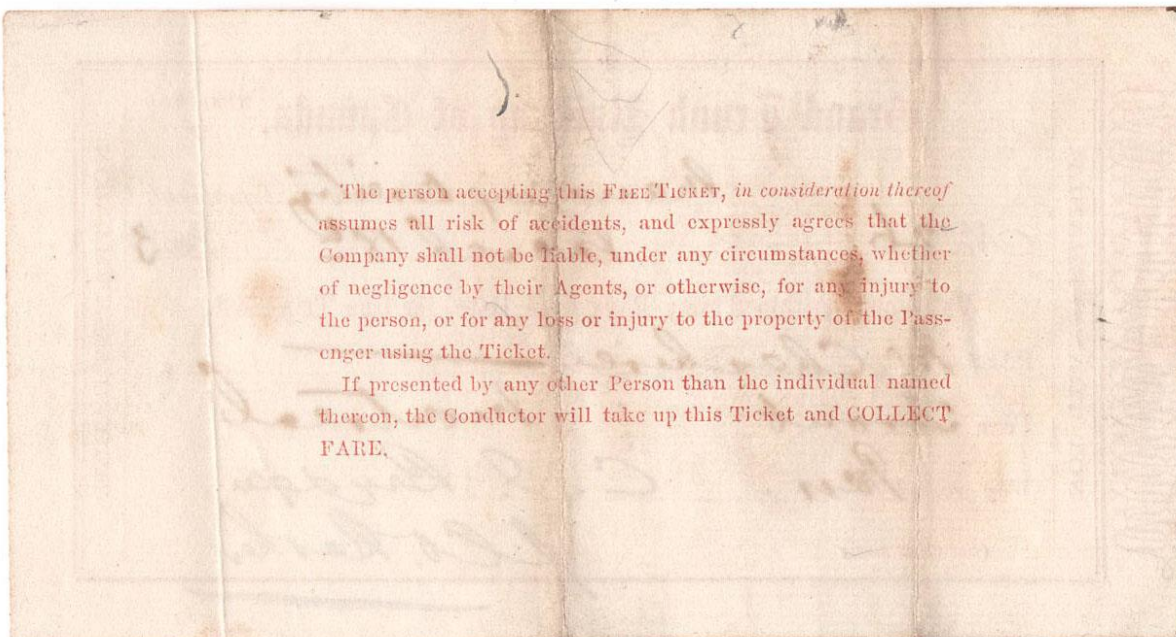 The person accepting this FREE TICKET, in consideration thereof
assumes all risk of accidents, and expressly agrees that the
Company shall not be liable, under any circumstances, whether
of negligence by their Agents, or otherwise, for any injury to
the person, or for any loss or injury to the property of the Pass-
enger using the Ticket.
If presented by any other Person than the individual named
thereon, the Conductor will take up this Ticket and COLLECT
FARE.